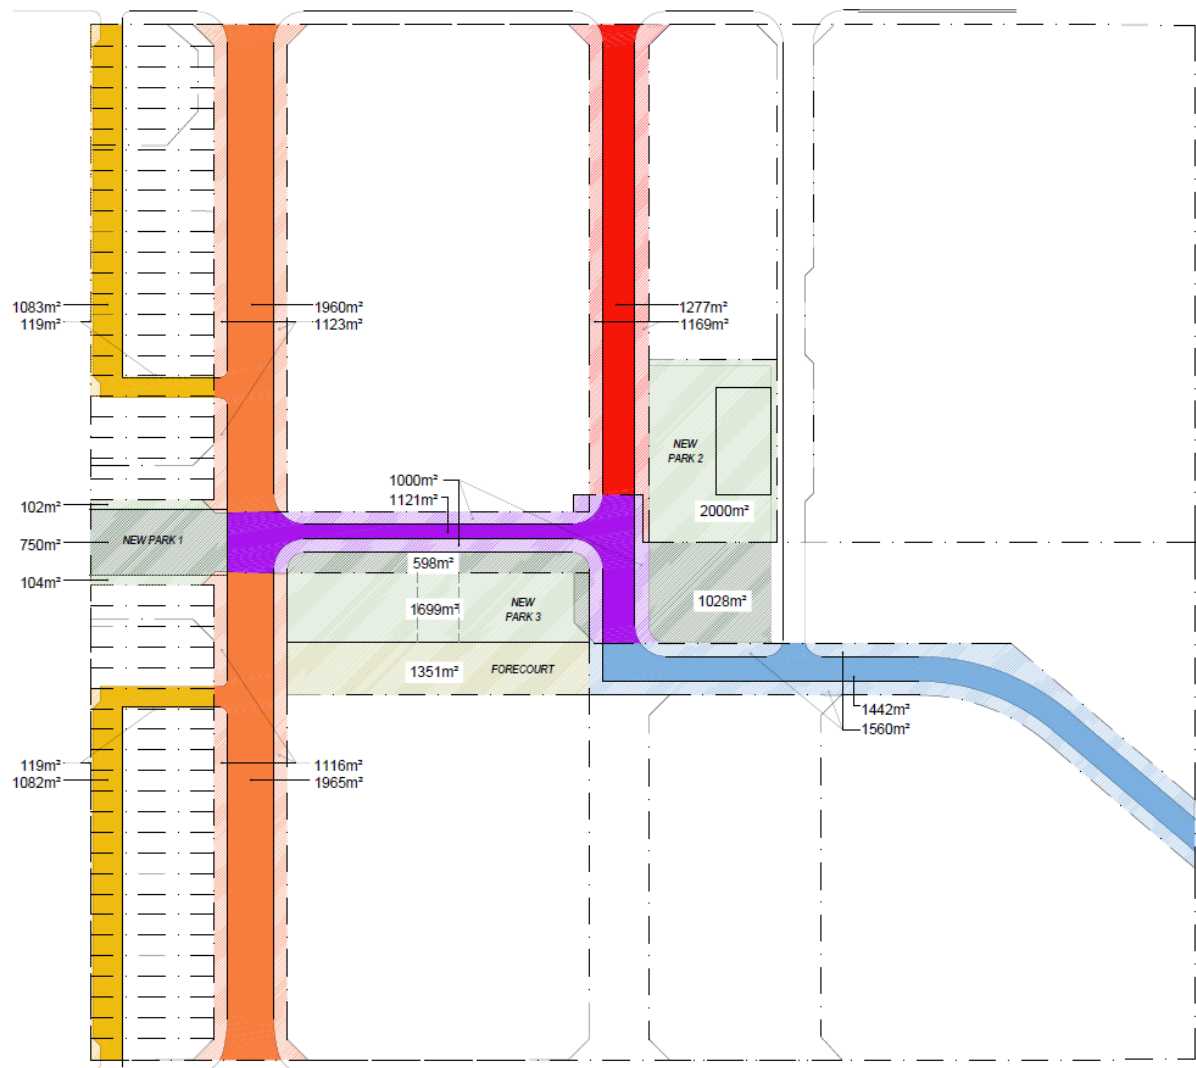 1083m²
119m²
1960m²
1123m²
1277m²
1169m²
NEW
PARK 2
1000m²
1121m²
102m²
2000m²
750m²
NEW PARK 1
598m²
104m²
1699m²
NEW
PARK 3
1028m²
1351m²
FORECOURT
1442m²
1560m²
119m²
1082m²
1116m²
1965m²